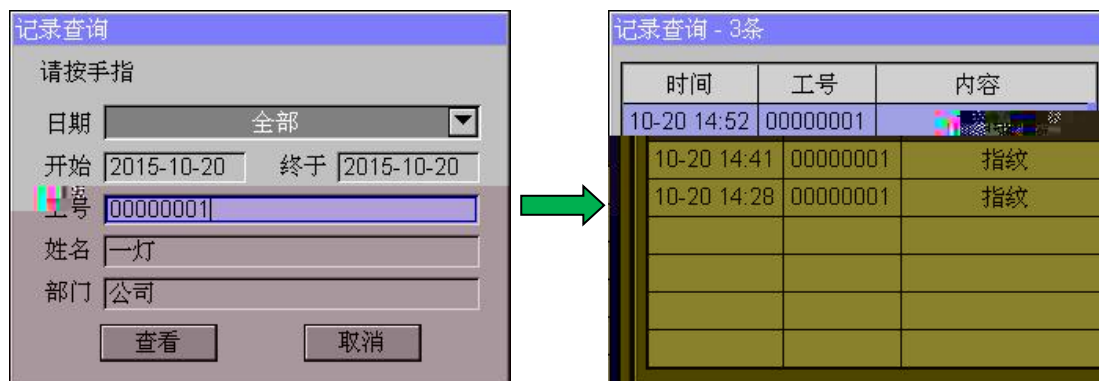 记录查询
请按手指
日期 全部
开始 2015-10-20 终于 2015-10-20
号 00000001
姓名 一灯
部门 公司
查看 取消
记录查询 - 3条
时间 工号 内容
10-20 14:52 00000001
10-20 14:41 00000001 指纹
10-20 14:28 00000001 指纹